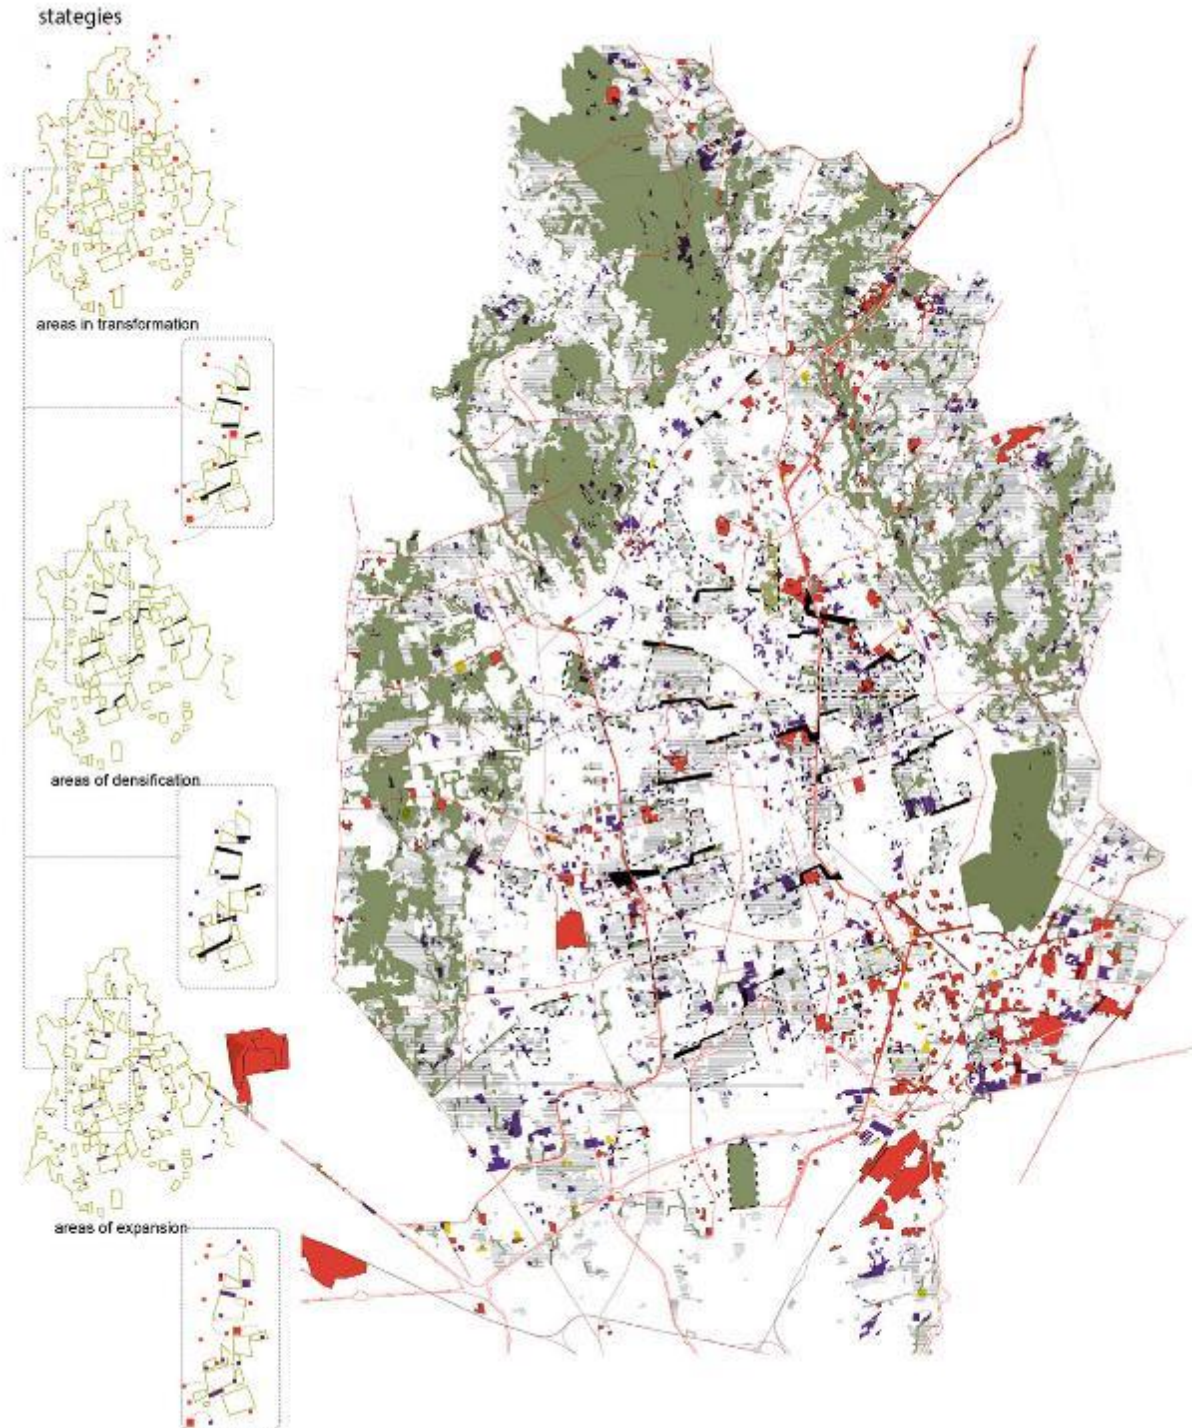 stategies
areas in transformation
areas of densification
areas of expansion